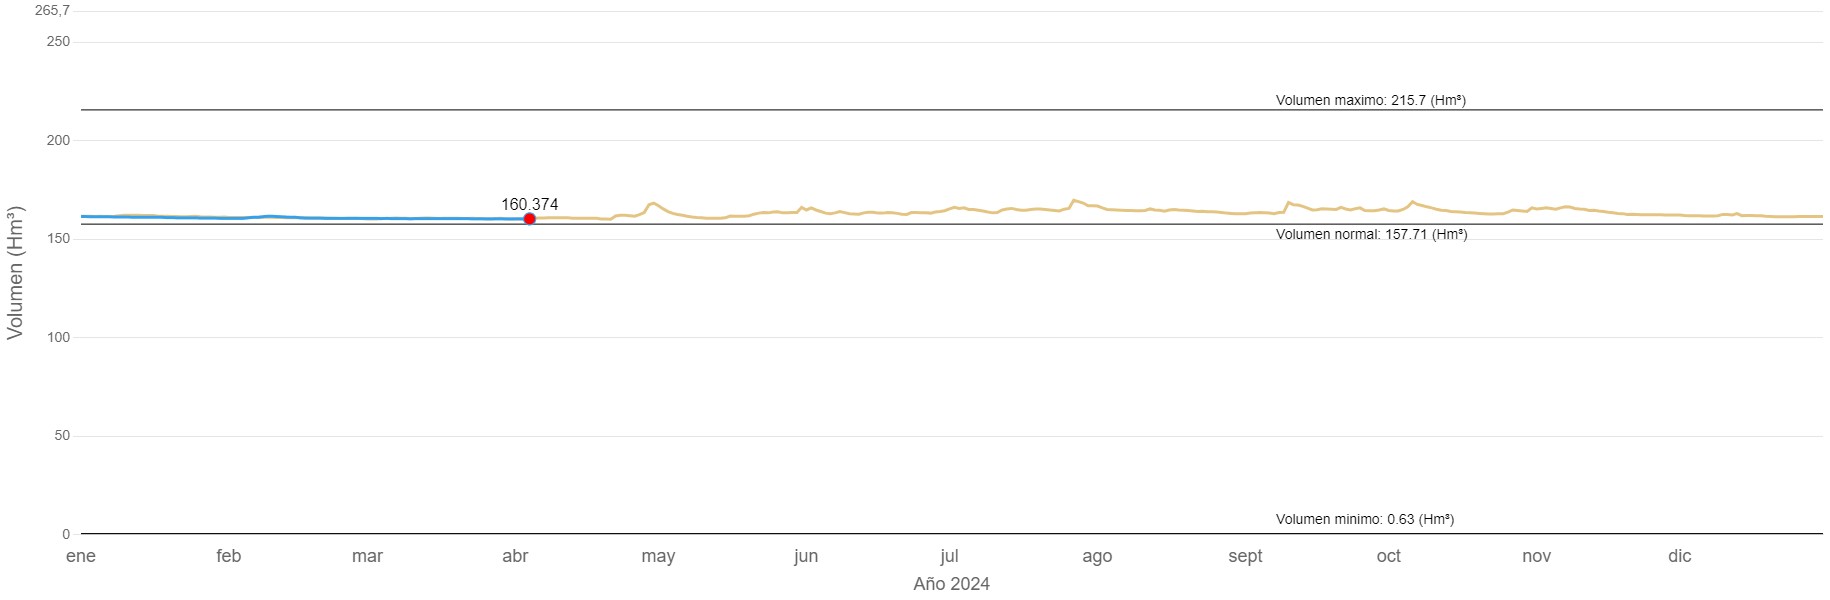 265,7
250
Volumen maximo: 215.7 (Hm³)
200
160.374
150
Volumen normal: 157.71 (Hm³)
Volumen (Hm³)
100
50
Volumen minimo: 0.63 (Hm³)
0
ene feb mar abr may jun jul ago sept oct nov dic
Año 2024